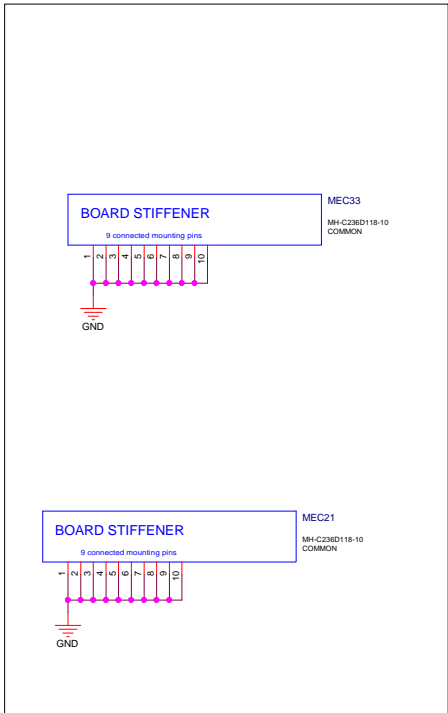 MEC33
BOARD STIFFENER
MH-C236D118-10
COMMON
9 connected mounting pins
1 2 3 4 5 6 7 8 9 10
GND
MEC21
BOARD STIFFENER
MH-C236D118-10
COMMON
9 connected mounting pins
1 2 3 4 5 6 7 8 9 10
GND